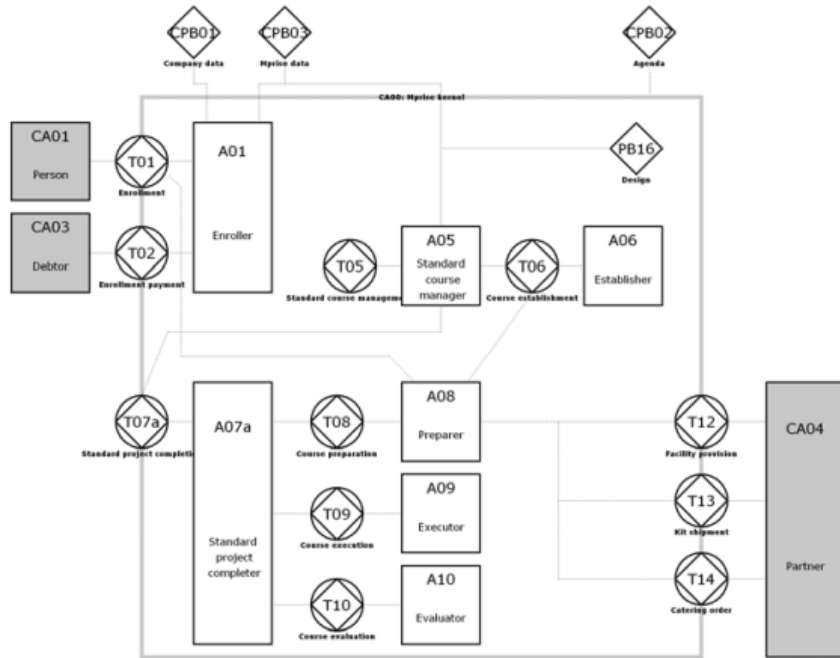 CPB01
Company data
CPB03
Hprise data
CPB02
Agenda
CA00: Hprise kernel
CA01
Person
T01
Enrollment
A01
Enroller
PB16
Design
CA03
Debtor
T02
Enrollment payment
T05
Standard course manageme
A05
Standard
course
manager
T06
Course establishment
A06
Establisher
T07a
Standard project completi
A07a
Standard
project
completer
T08
Course preparation
A08
Preparer
T12
Facility provision
CA04
Partner
T09
Course execution
A09
Executor
T13
Kit shipment
T10
Course evaluation
A10
Evaluator
T14
Catering order